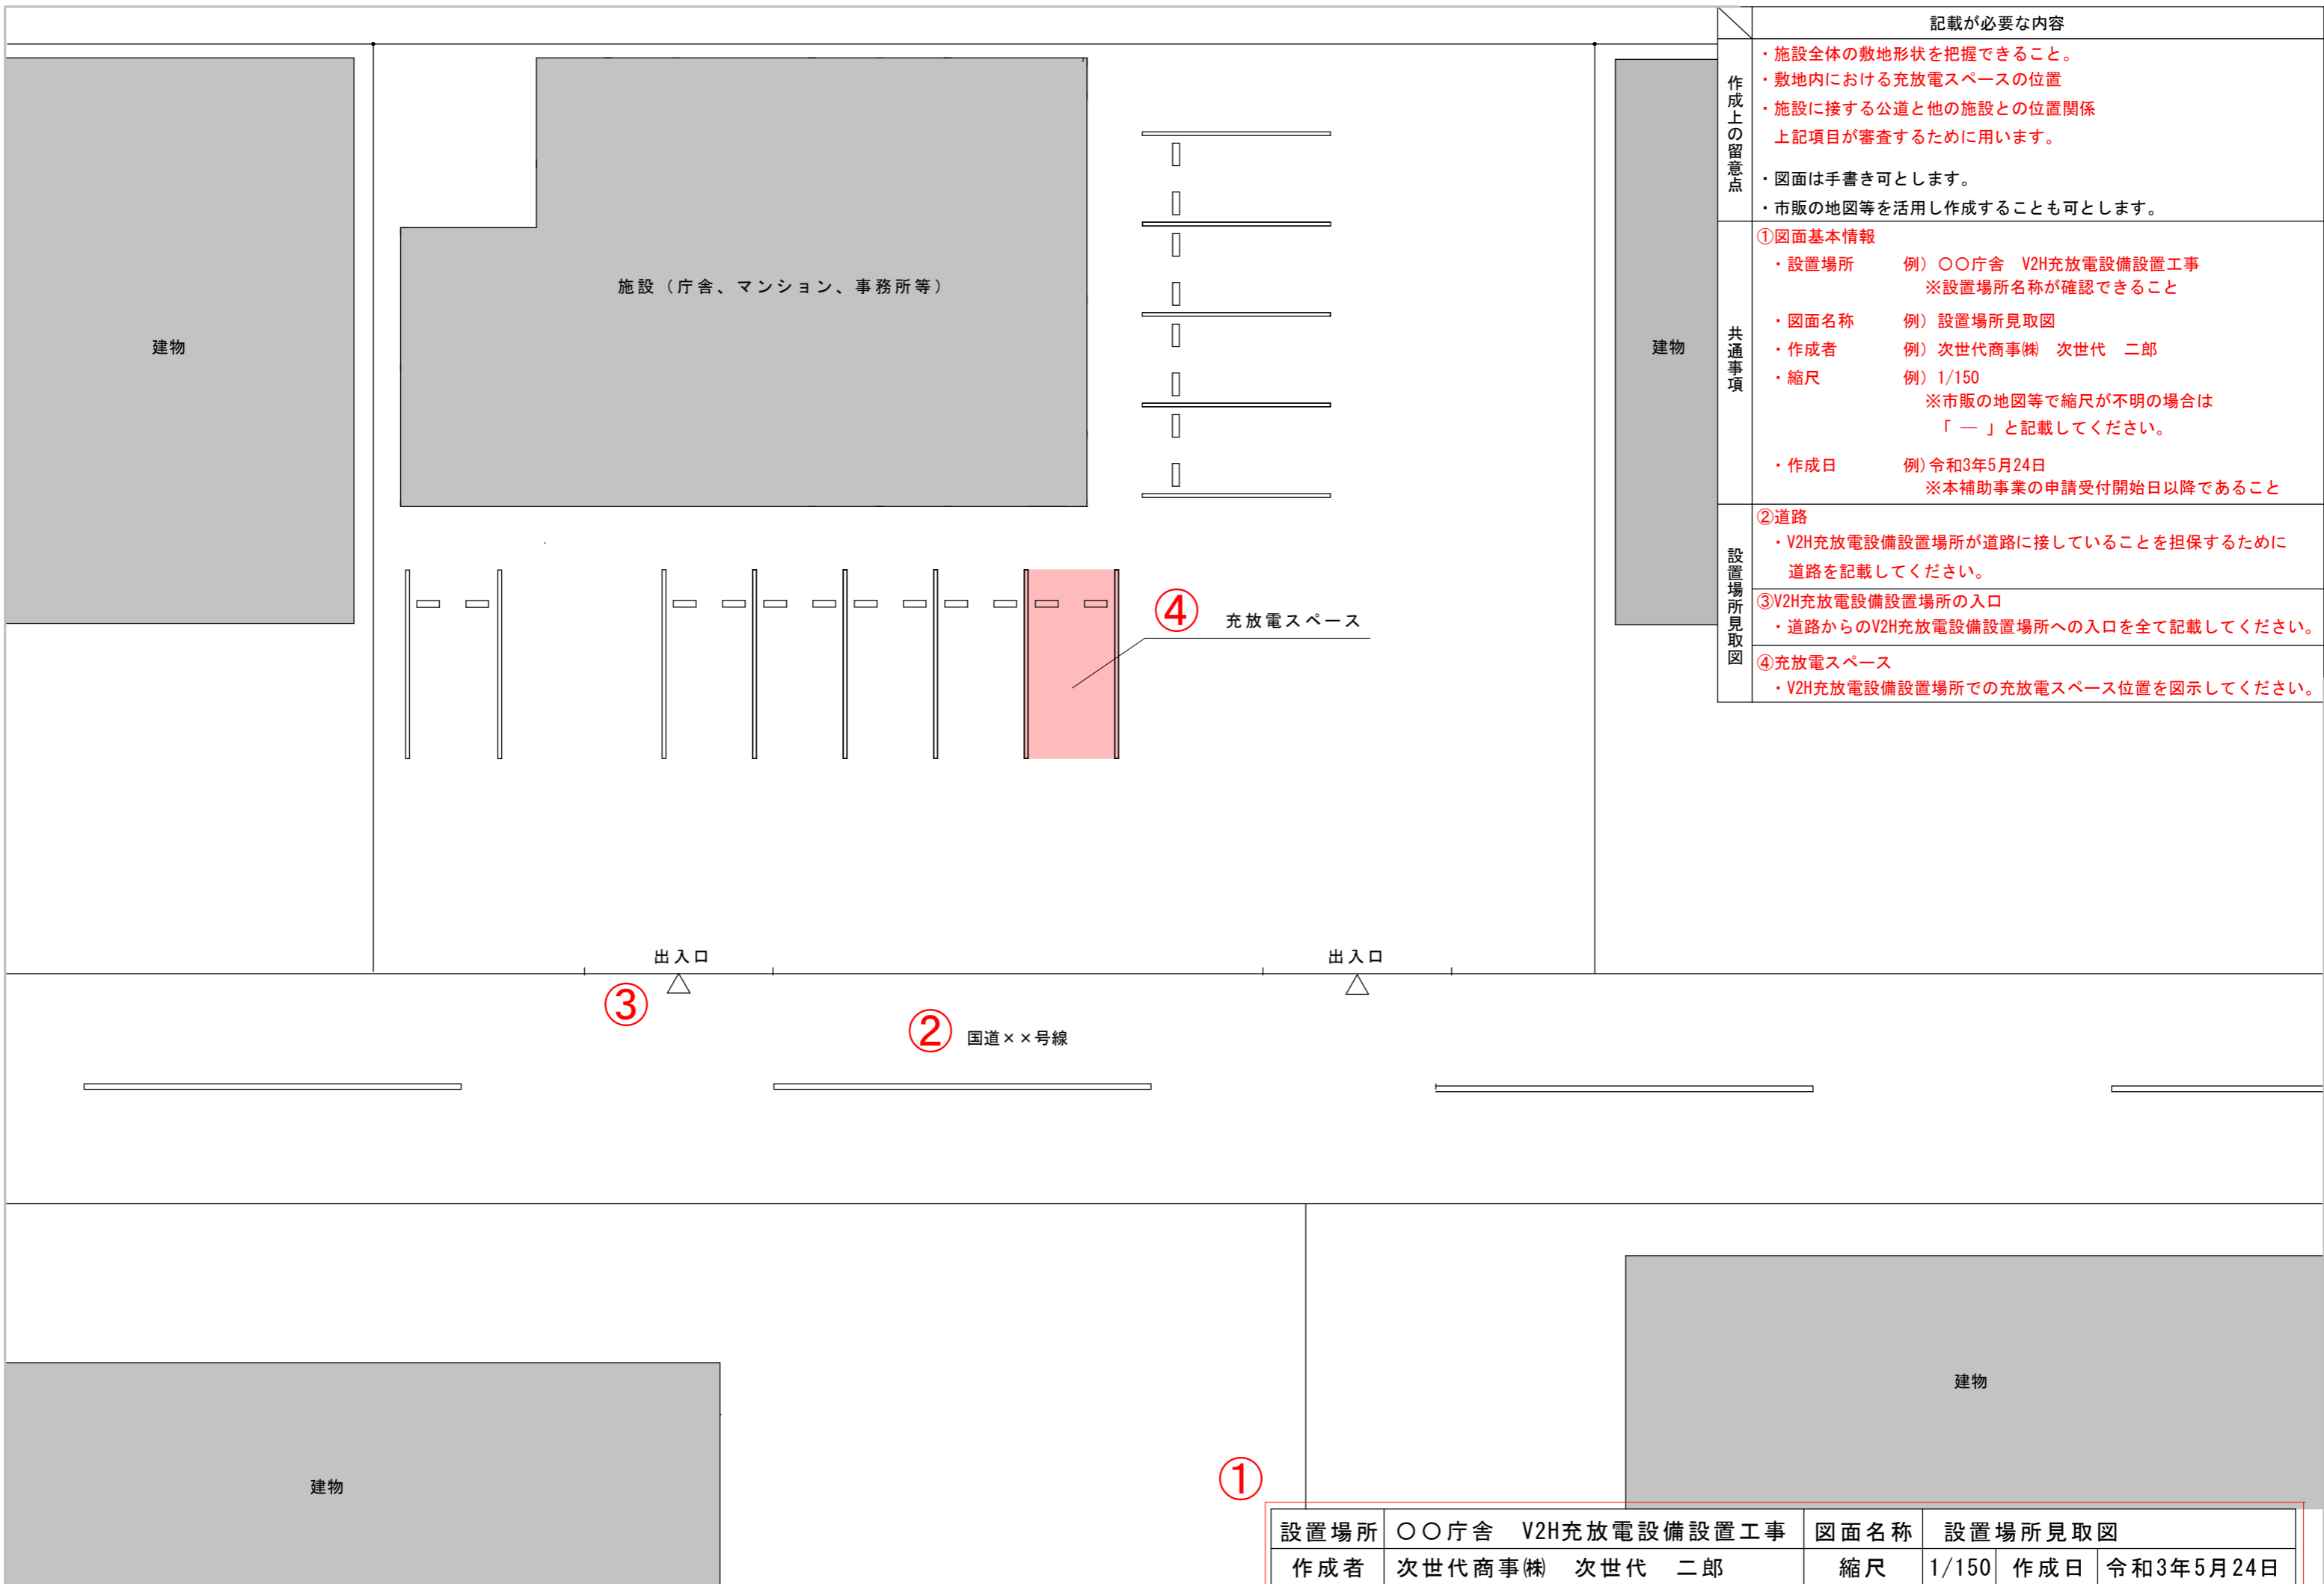 記載が必要な内容
作成上の留意点
・施設全体の敷地形状を把握できること。
・敷地内における充放電スペースの位置
・施設に接する公道と他の施設との位置関係
上記項目が審査するために用います。
・図面は手書き可とします。
・市販の地図等を活用し作成することも可とします。
共通事項
①図面基本情報
・設置場所 例）〇〇庁舎 V2H充放電設備設置工事
※設置場所名称が確認できること
・図面名称 例）設置場所見取図
・作成者 例）次世代商事㈱ 次世代 二郎
・縮尺 例）1/150
※市販の地図等で縮尺が不明の場合は
「 ― 」と記載してください。
・作成日 例）令和3年5月24日
※本補助事業の申請受付開始日以降であること
設置場所見取図
②道路
・V2H充放電設備設置場所が道路に接していることを担保するために
道路を記載してください。
③V2H充放電設備設置場所の入口
・道路からのV2H充放電設備設置場所への入口を全て記載してください。
④充放電スペース
・V2H充放電設備設置場所での充放電スペース位置を図示してください。
施設（庁舎、マンション、事務所等）
建物
建物
④ 充放電スペース
出入口
出入口
③
② 国道××号線
建物
建物
①
設置場所 〇〇庁舎 V2H充放電設備設置工事 図面名称 設置場所見取図
作成者 次世代商事㈱ 次世代 二郎 縮尺 1/150 作成日 令和3年5月24日